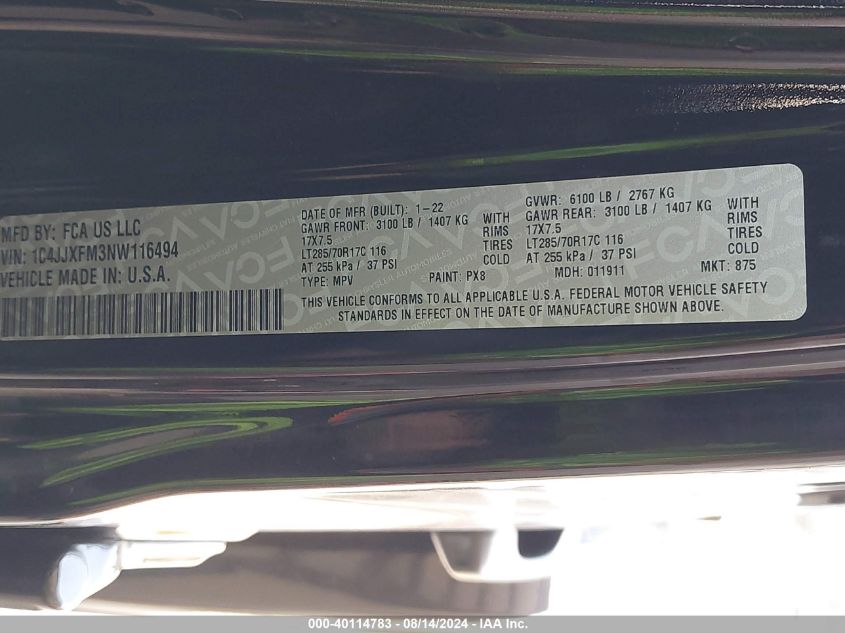 MFD BY: FCA US LLC
VIN: 1C4JJXFM3NW116494
VEHICLE MADE IN: U.S.A.
DATE OF MFR (BUILT): 1-22
GAWR FRONT: 3100 LB / 1407 KG WITH
17X7.5 RIMS
LT285/70R17C 116 TIRES
AT 255 kPa / 37 PSI COLD
TYPE: MPV PAINT: PX8
GVWR: 6100 LB / 2767 KG
GAWR REAR: 3100 LB / 1407 KG WITH
17X7.5 RIMS
LT285/70R17C 116 TIRES
AT 255 kPa / 37 PSI COLD
MDH: 011911 MKT: 875
THIS VEHICLE CONFORMS TO ALL APPLICABLE U.S.A. FEDERAL MOTOR VEHICLE SAFETY
STANDARDS IN EFFECT ON THE DATE OF MANUFACTURE SHOWN ABOVE.
000-40114783 - 08/14/2024 - IAA Inc.